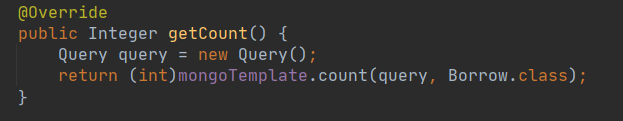 @Override
public Integer getCount() {
    Query query = new Query();
    return (int)mongoTemplate.count(query, Borrow.class);
}